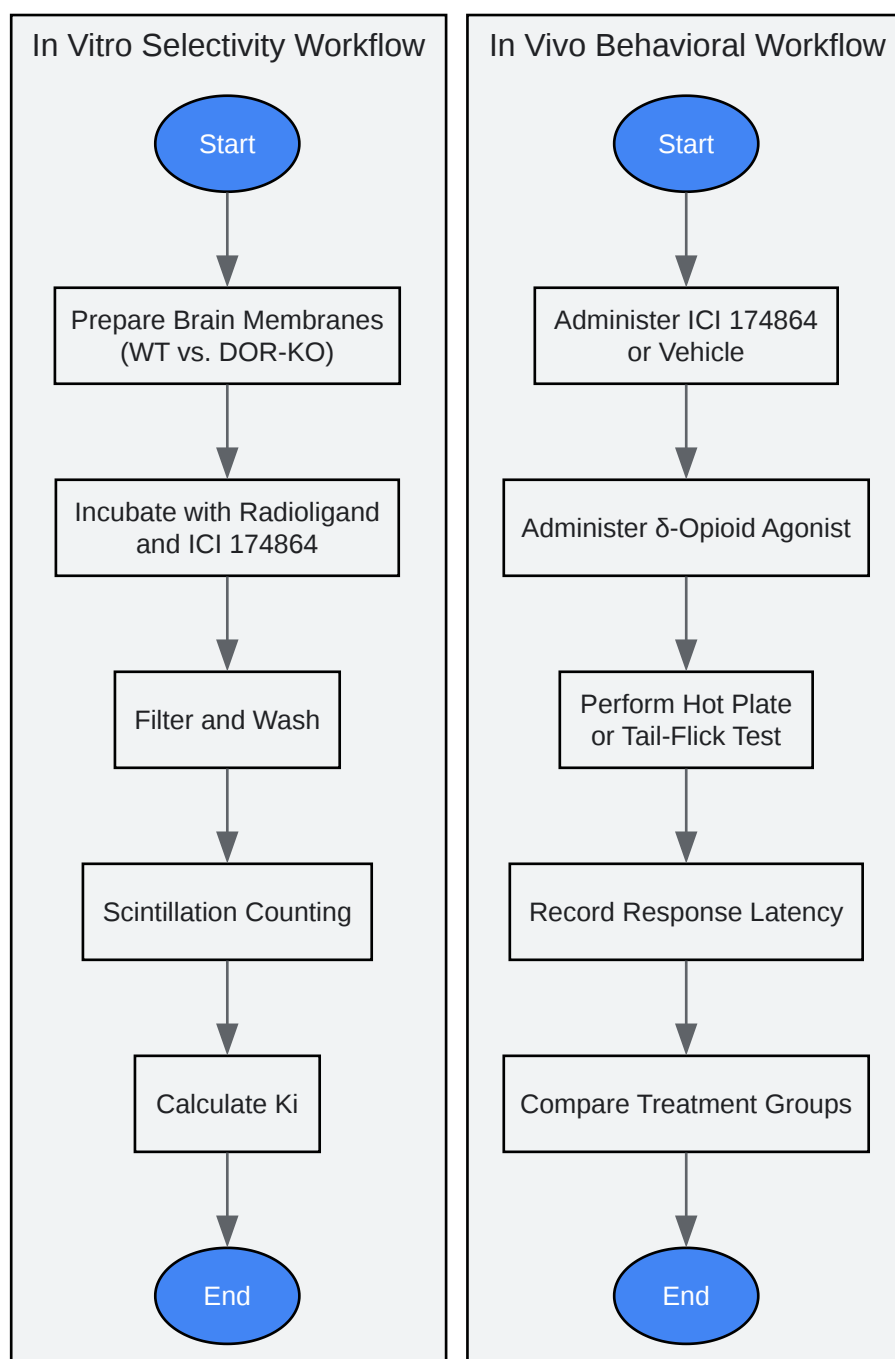 In Vitro Selectivity Workflow
Start
Prepare Brain Membranes
(WT vs. DOR-KO)
Incubate with Radioligand
and ICI 174864
Filter and Wash
Scintillation Counting
Calculate Ki
End
In Vivo Behavioral Workflow
Start
Administer ICI 174864
or Vehicle
Administer δ-Opioid Agonist
Perform Hot Plate
or Tail-Flick Test
Record Response Latency
Compare Treatment Groups
End